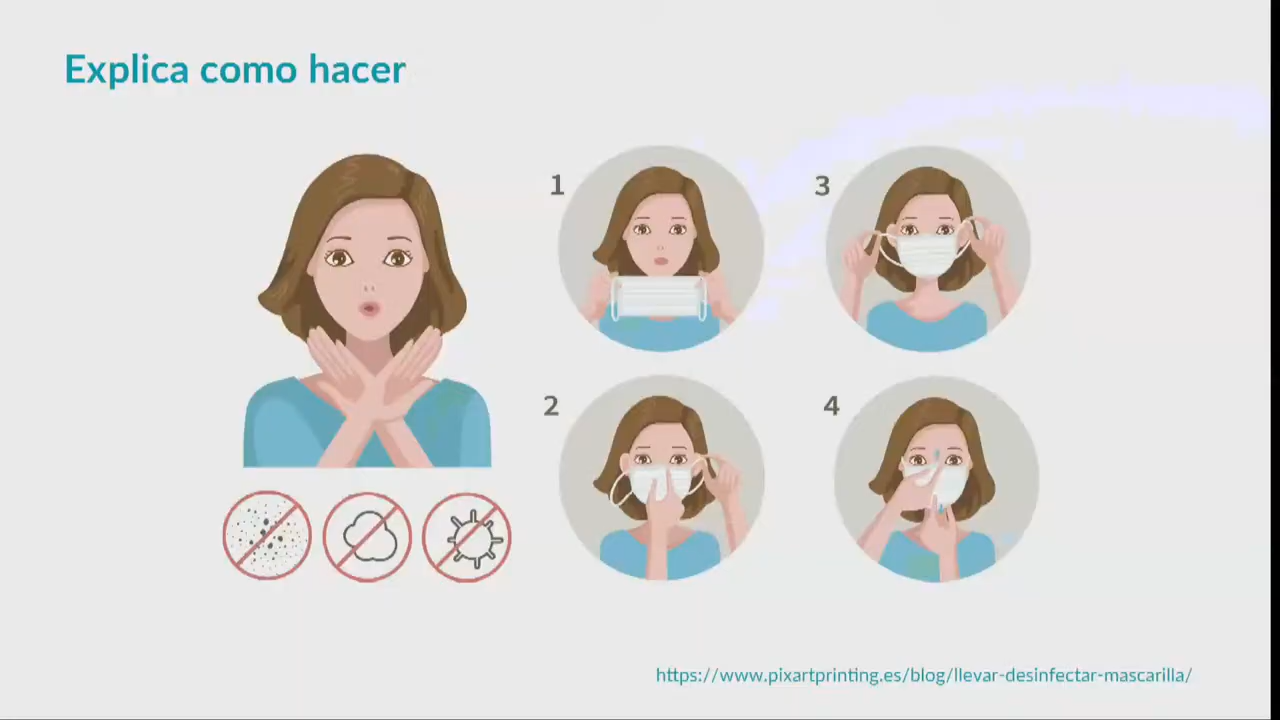 Explica como hacer
1
3
2
4
https://www.pixartprinting.es/blog/llevar-desinfectar-mascarilla/